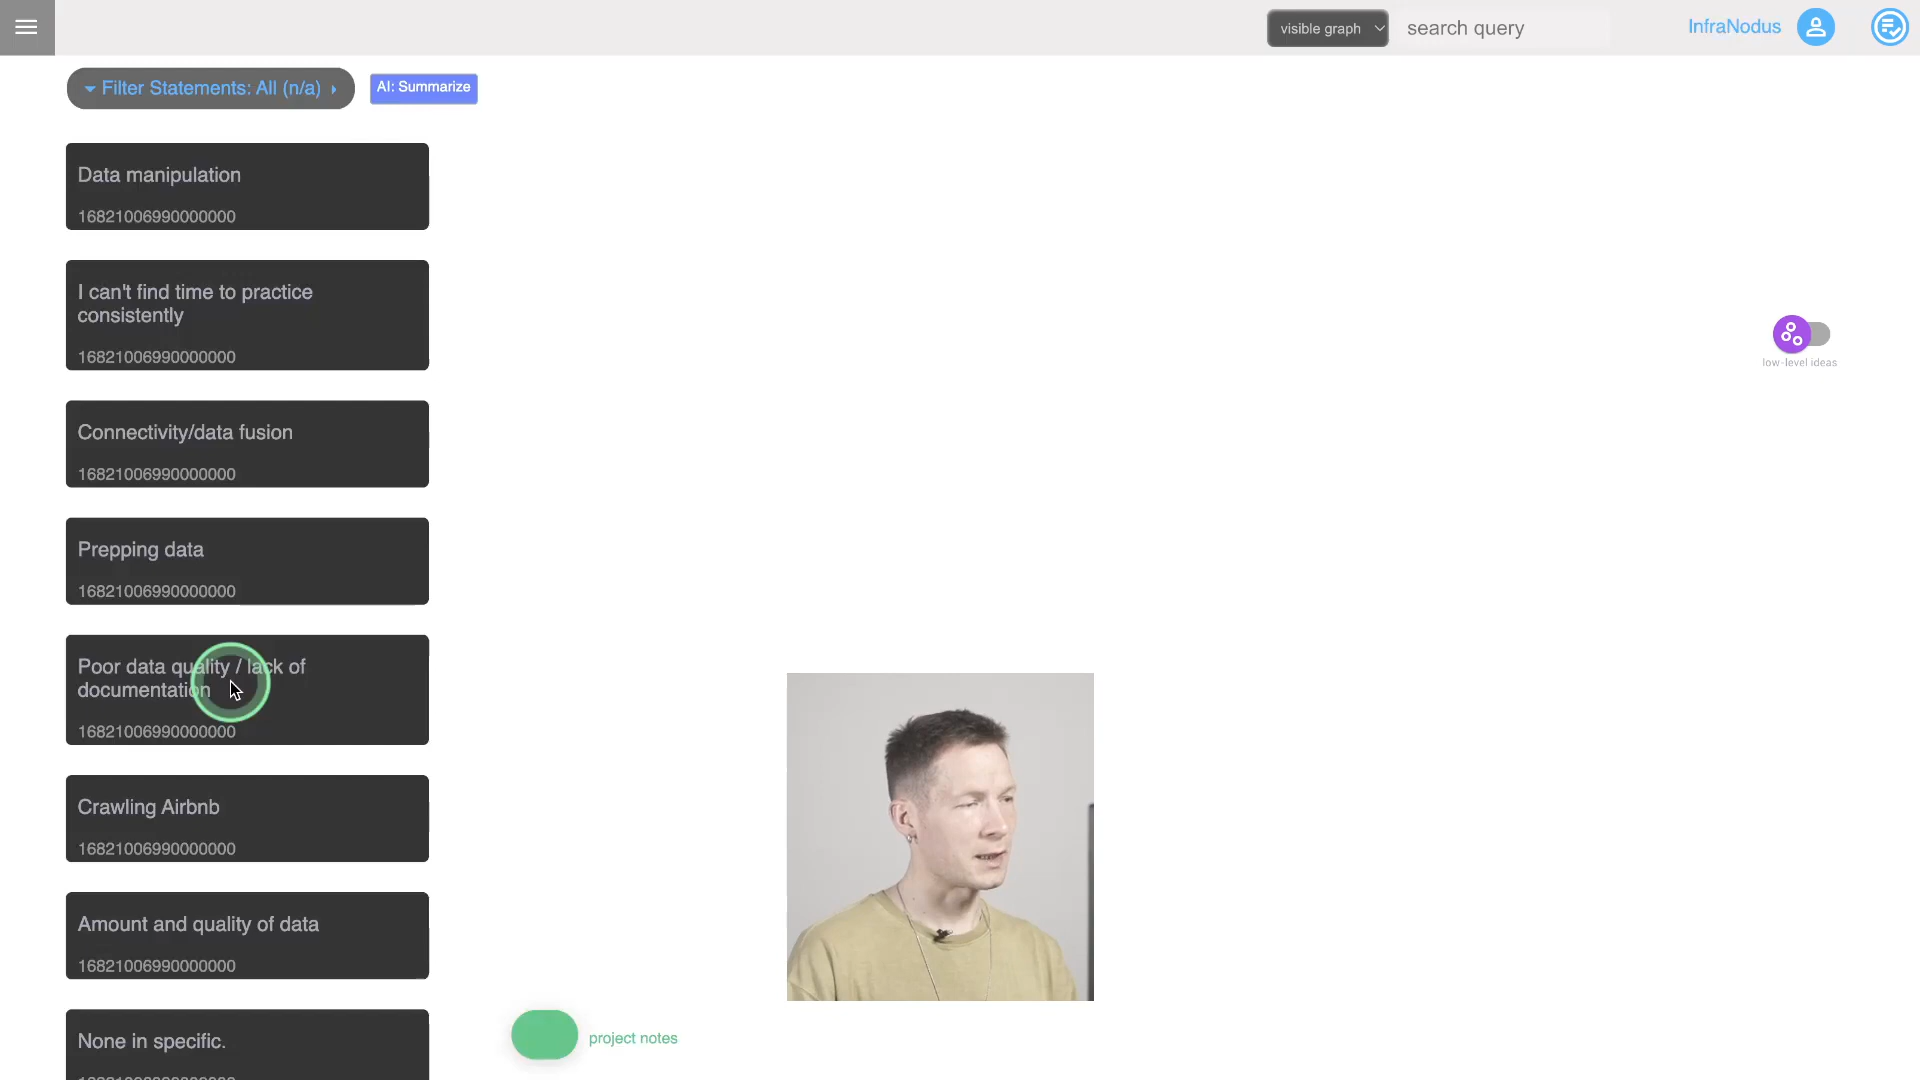 visible graph
search query
InfraNodus
Filter Statements: All (n/a)
AI: Summarize
Data manipulation
16821006990000000
I can't find time to practice
consistently
16821006990000000
Connectivity/data fusion
16821006990000000
Prepping data
16821006990000000
Poor data quality / lack of
documentation
16821006990000000
Crawling Airbnb
16821006990000000
Amount and quality of data
16821006990000000
None in specific.
low-level ideas
project notes